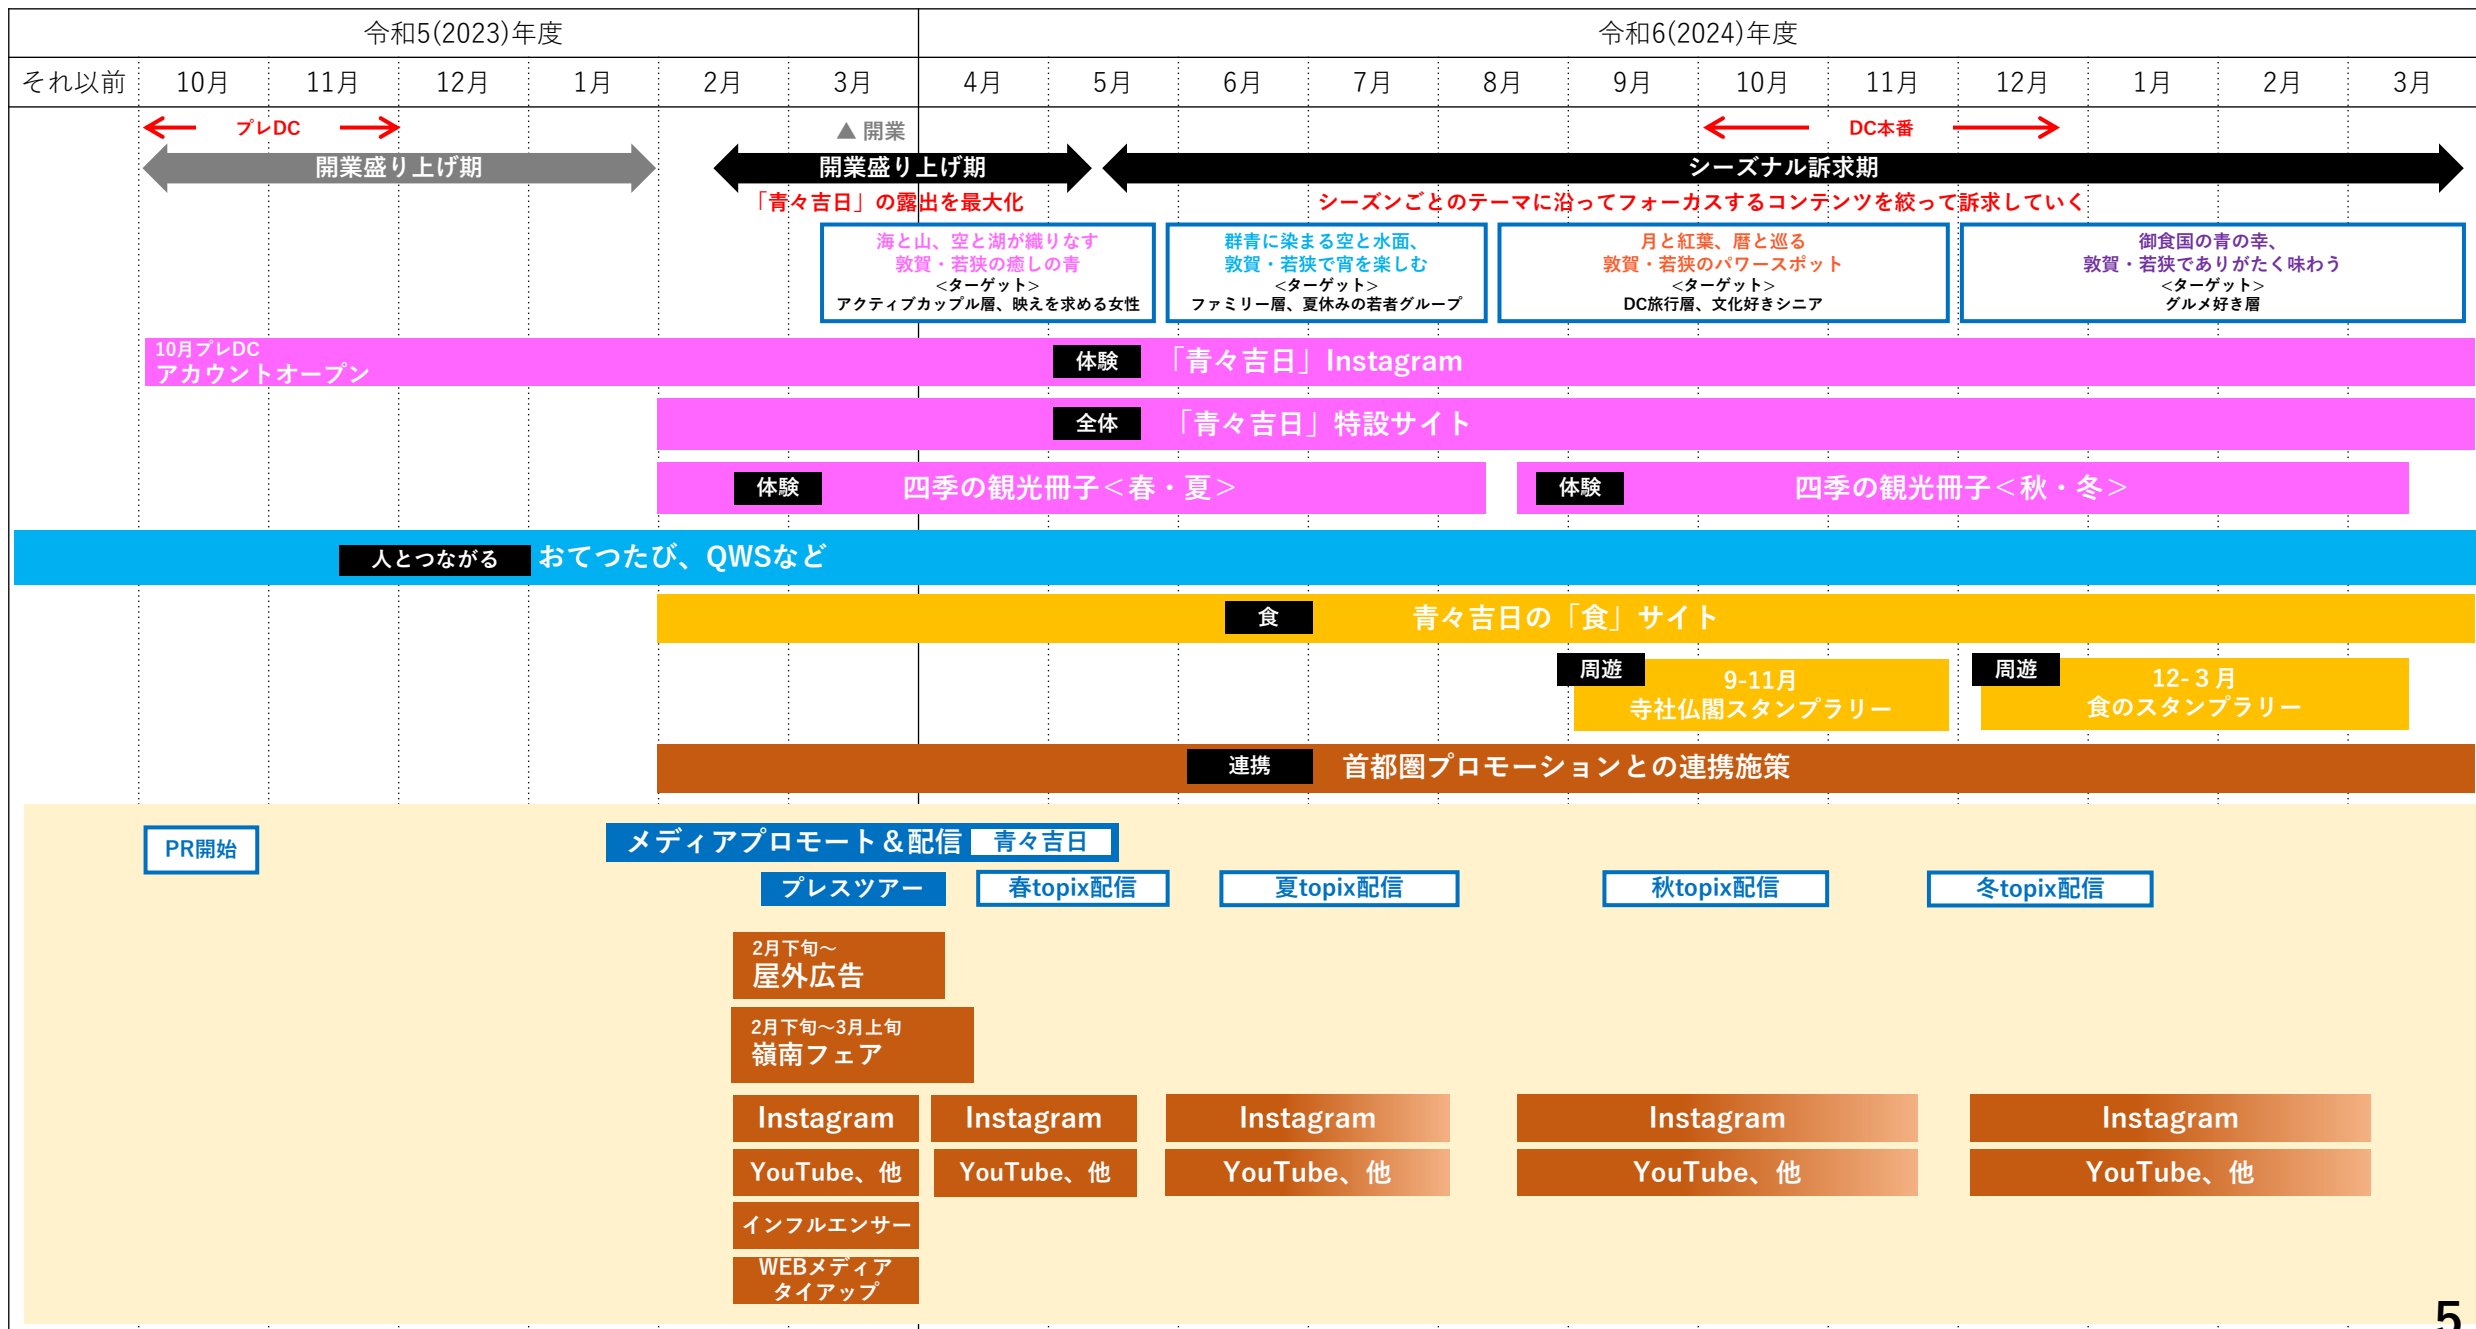 令和5(2023)年度
令和6(2024)年度
それ以前 10月 11月 12月 1月 2月 3月 4月 5月 6月 7月 8月 9月 10月 11月 12月 1月 2月 3月
プレDC
▲ 開業
DC本番
開業盛り上げ期
開業盛り上げ期
シーズナル訴求期
「青々吉日」の露出を最大化
シーズンごとのテーマに沿ってフォーカスするコンテンツを絞って訴求していく
海と山、空と湖が織りなす
敦賀・若狭の癒しの青
<ターゲット>
アクティブカップル層、映えを求める女性
群青に染まる空と水面、
敦賀・若狭で宵を楽しむ
<ターゲット>
ファミリー層、夏休みの若者グループ
月と紅葉、暦と巡る
敦賀・若狭のパワースポット
<ターゲット>
DC旅行層、文化好きシニア
御食国の青の幸、
敦賀・若狭でありがたく味わう
<ターゲット>
グルメ好き層
10月プレDC
アカウントオープン
体験 「青々吉日」Instagram
全体 「青々吉日」特設サイト
体験 四季の観光冊子＜春・夏＞
体験 四季の観光冊子＜秋・冬＞
人とつながる おてつたび、QWSなど
食 青々吉日の「食」サイト
周遊
9-11月
寺社仏閣スタンプラリー
周遊
12-３月
食のスタンプラリー
連携 首都圏プロモーションとの連携施策
PR開始
メディアプロモート＆配信 青々吉日
プレスツアー
春topix配信
夏topix配信
秋topix配信
冬topix配信
2月下旬～
屋外広告
2月下旬～3月上旬
嶺南フェア
Instagram Instagram Instagram Instagram Instagram
YouTube、他 YouTube、他 YouTube、他 YouTube、他 YouTube、他
インフルエンサー
WEBメディア
タイアップ
5